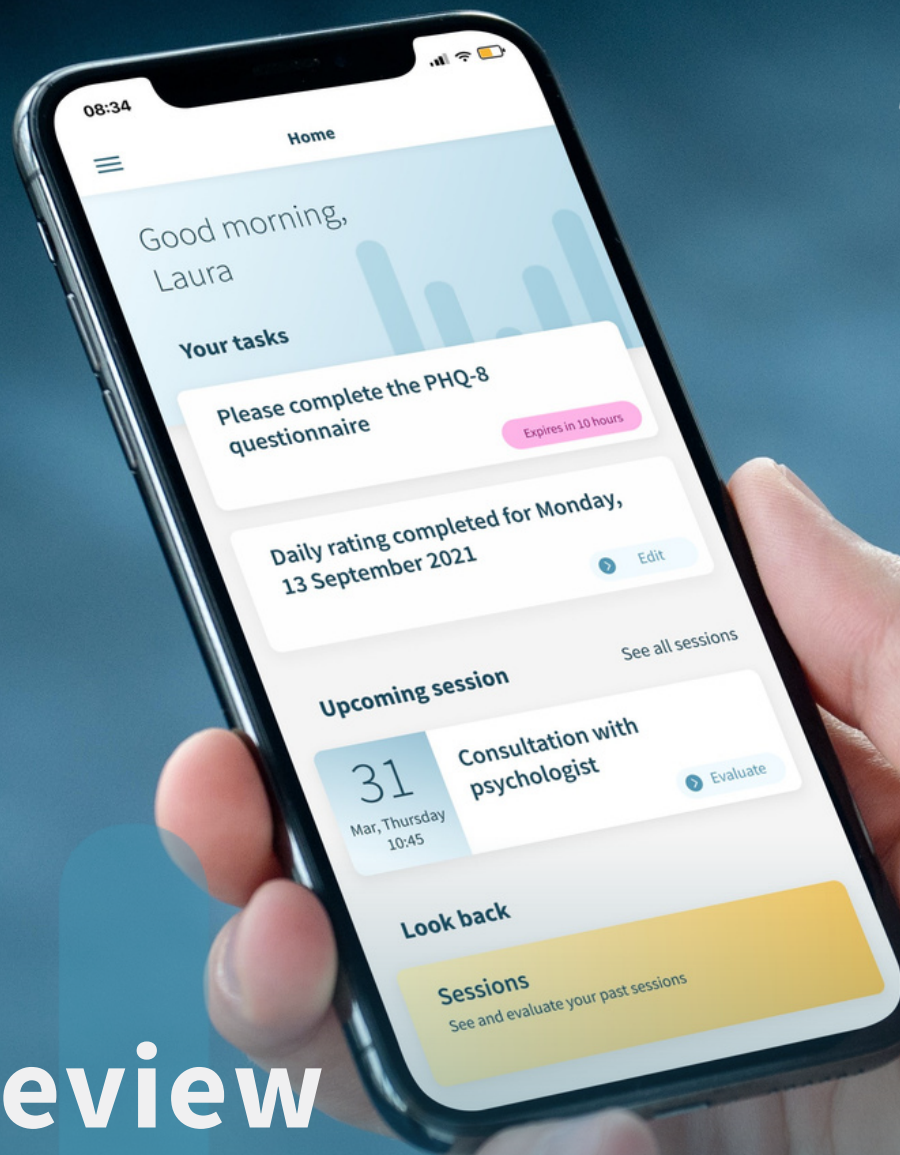 08:34
Home
Good morning,
Laura
Your tasks
Please complete the PHQ-8
questionnaire
Expires in 10 hours
Daily rating completed for Monday,
13 September 2021
Edit
Upcoming session
See all sessions
31
Mar, Thursday
10:45
Consultation with
psychologist
Evaluate
Look back
Sessions
See and evaluate your past sessions
eview